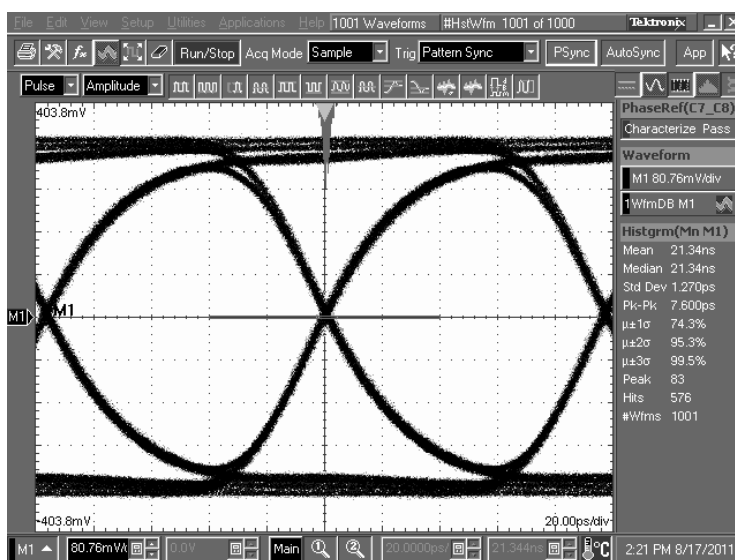 File Edit View Setup Utilities Applications Help 1001 Waveforms #HstWfm 1001 of 1000 Tektronix
Run/Stop Acq Mode Sample Trig Pattern Sync PSync AutoSync App
Pulse Amplitude
403.8mV
PhaseRef(C7_C8)
Characterize Pass
Waveform
M1 80.76mV/div
1WfmDB M1
Histgrm(Mn M1)
Mean 21.34ns
Median 21.34ns
Std Dev 1.270ps
Pk-Pk 7.600ps
µ±1σ 74.3%
µ±2σ 95.3%
µ±3σ 99.5%
Peak 83
Hits 576
#Wfms 1001
M1 M1
-403.8mV 20.00ps/div
M1 80.76mV/ 0.0V Main 1 2 20.0000ps/ 21.344ns °C 2:21 PM 8/17/2011